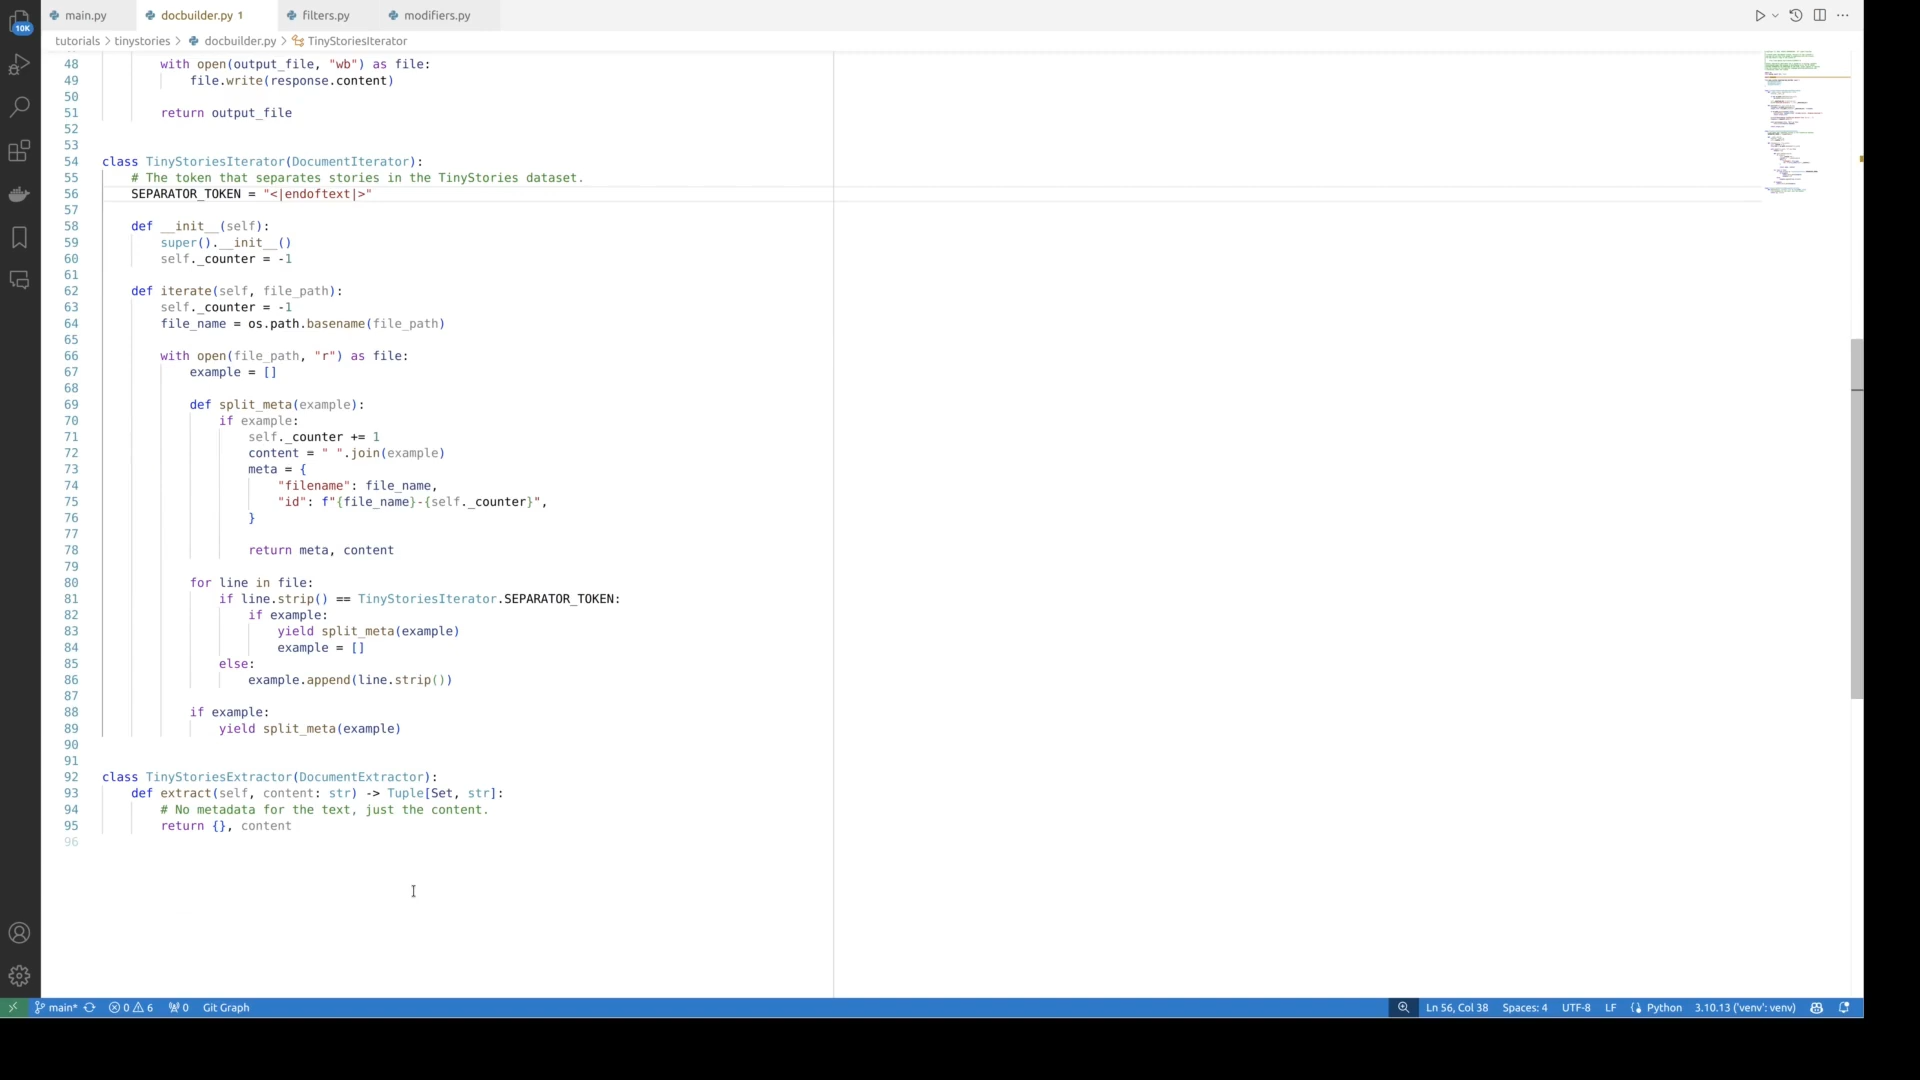 main.py
docbuilder.py 1
filters.py
modifiers.py
10K
tutorials > tinystories > docbuilder.py > TinyStoriesIterator
48 with open(output_file, "wb") as file:
49 file.write(response.content)
50
51 return output_file
52
53
54 class TinyStoriesIterator(DocumentIterator):
55 # The token that separates stories in the TinyStories dataset.
56 SEPARATOR_TOKEN = "<|endoftext|>"
57
58 def __init__(self):
59 super().__init__()
60 self._counter = -1
61
62 def iterate(self, file_path):
63 self._counter = -1
64 file_name = os.path.basename(file_path)
65
66 with open(file_path, "r") as file:
67 example = []
68
69 def split_meta(example):
70 if example:
71 self._counter += 1
72 content = " ".join(example)
73 meta = {
74 "filename": file_name,
75 "id": f"{file_name}-{self._counter}",
76 }
77
78 return meta, content
79
80 for line in file:
81 if line.strip() == TinyStoriesIterator.SEPARATOR_TOKEN:
82 if example:
83 yield split_meta(example)
84 example = []
85 else:
86 example.append(line.strip())
87
88 if example:
89 yield split_meta(example)
90
91
92 class TinyStoriesExtractor(DocumentExtractor):
93 def extract(self, content: str) -> Tuple[Set, str]:
94 # No metadata for the text, just the content.
95 return {}, content
96
main* 0 6 0 Git Graph Ln 56, Col 38 Spaces: 4 UTF-8 LF Python 3.10.13 ('venv': venv)